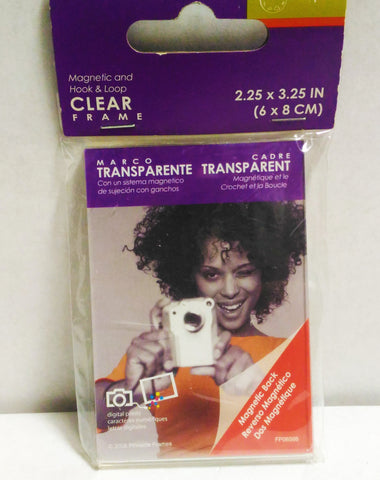 Magnetic and
Hook & Loop
CLEAR
FRAME
2.25 x 3.25 IN
(6 x 8 CM)
MARCO
TRANSPARENTE
Con un sistema magnetico
de sujeción con ganchos
CADRE
TRANSPARENT
Magnétique et le
Crochet et la Boucle
digital photo
caractères numériques
Magnetic Back
Reverso Magnético
Dos Magnétique
© 2008 Pinnacle Frames